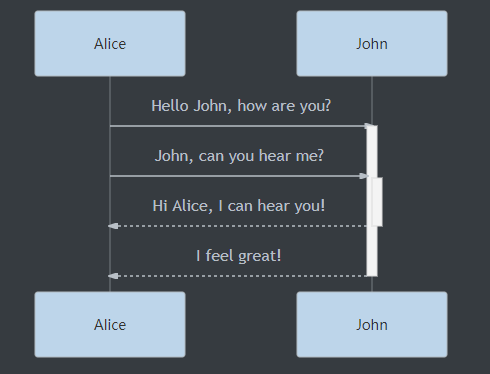 Alice
John
Hello John, how are you?
John, can you hear me?
Hi Alice, I can hear you!
I feel great!
Alice
John